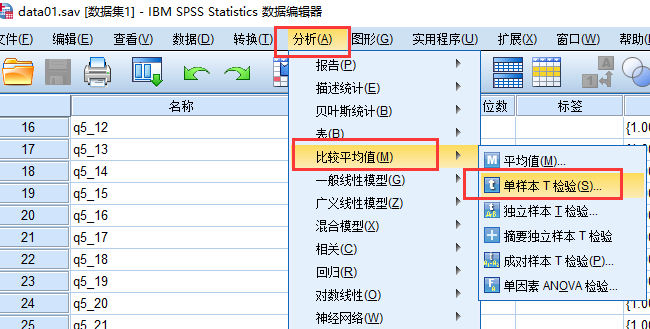 data01.sav [数据集1] - IBM SPSS Statistics 数据编辑器
文件(F) 编辑(E) 查看(V) 数据(D) 转换(T) 分析(A) 图形(G) 实用程序(U) 扩展(X) 窗口(W) 帮助(
名称 位数 标签
16 q5_12 {1.00
17 q5_13 {1.00
18 q5_14
19 q5_15
20 q5_16
21 q5_17
22 q5_18
23 q5_19
24 q5_20
25 q5_21
报告(P)
描述统计(E)
贝叶斯统计(B)
表(B)
比较平均值(M)
一般线性模型(G)
广义线性模型(Z)
混合模型(X)
相关(C)
回归(R)
对数线性(O)
神经网络(W)
平均值(M)...
单样本 T 检验(S)...
独立样本 T 检验...
摘要独立样本 T 检验
成对样本 T 检验(P)...
单因素 ANOVA 检验...